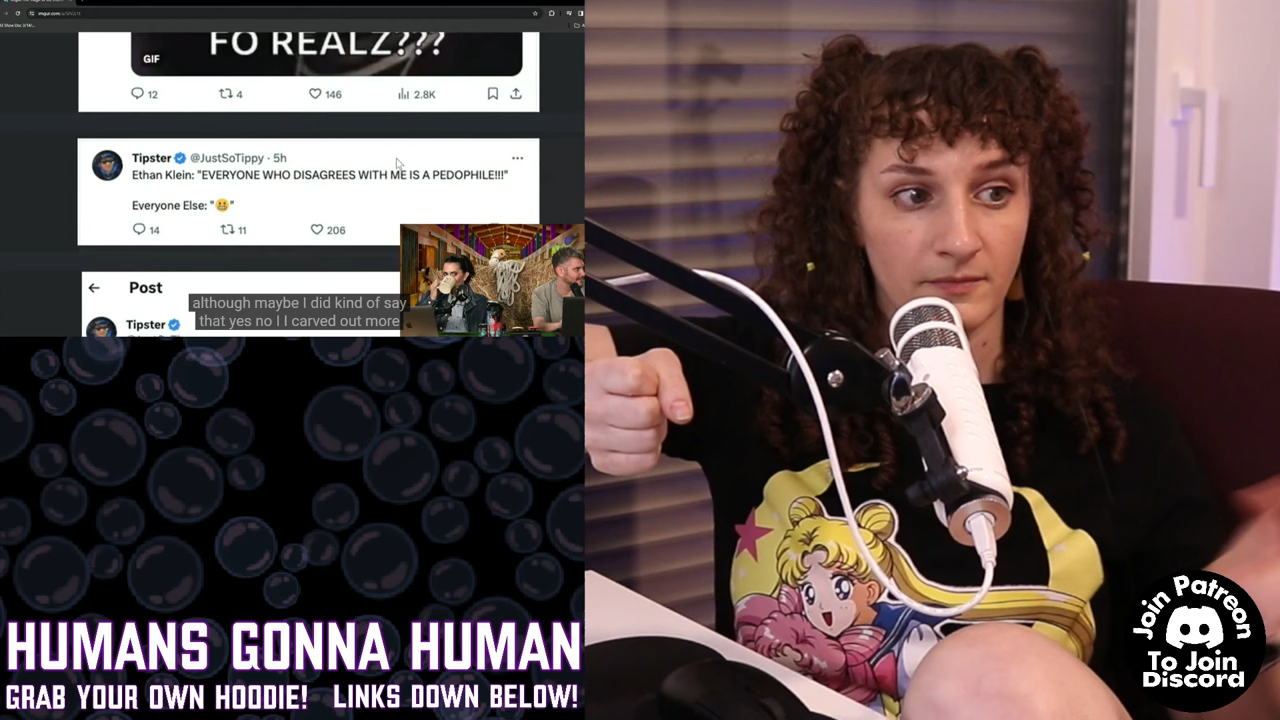 FO REALZ???
GIF
12
4
146
2.8K
Tipster @JustSoTippy · 5h
Ethan Klein: "EVERYONE WHO DISAGREES WITH ME IS A PEDOPHILE!!!"
Everyone Else: "😆"
14
11
206
Post
Tipster
although maybe I did kind of say
that yes no I I carved out more
HUMANS GONNA HUMAN
GRAB YOUR OWN HOODIE! LINKS DOWN BELOW!
Join Patreon
To Join
Discord